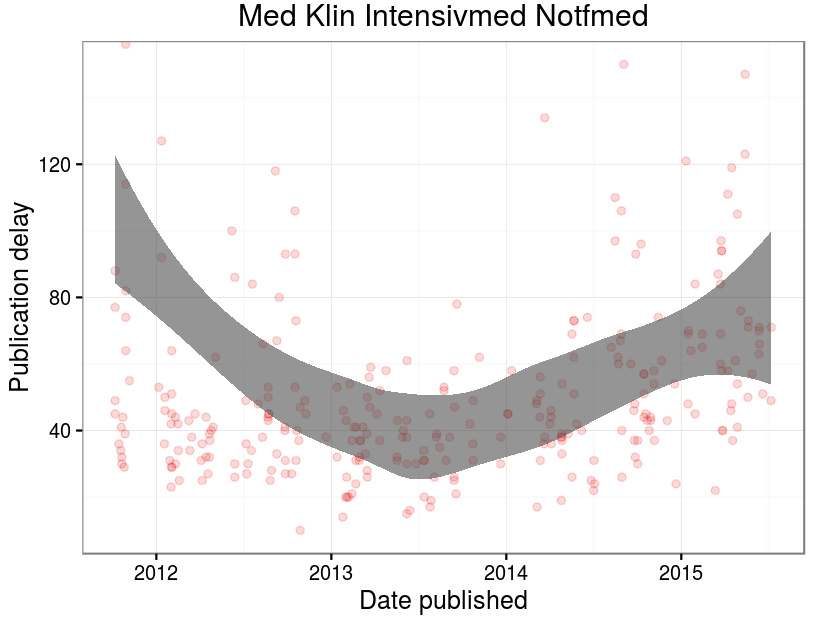 Med Klin Intensivmed Notfmed
Publication delay
120
80
40
2012 2013 2014 2015
Date published